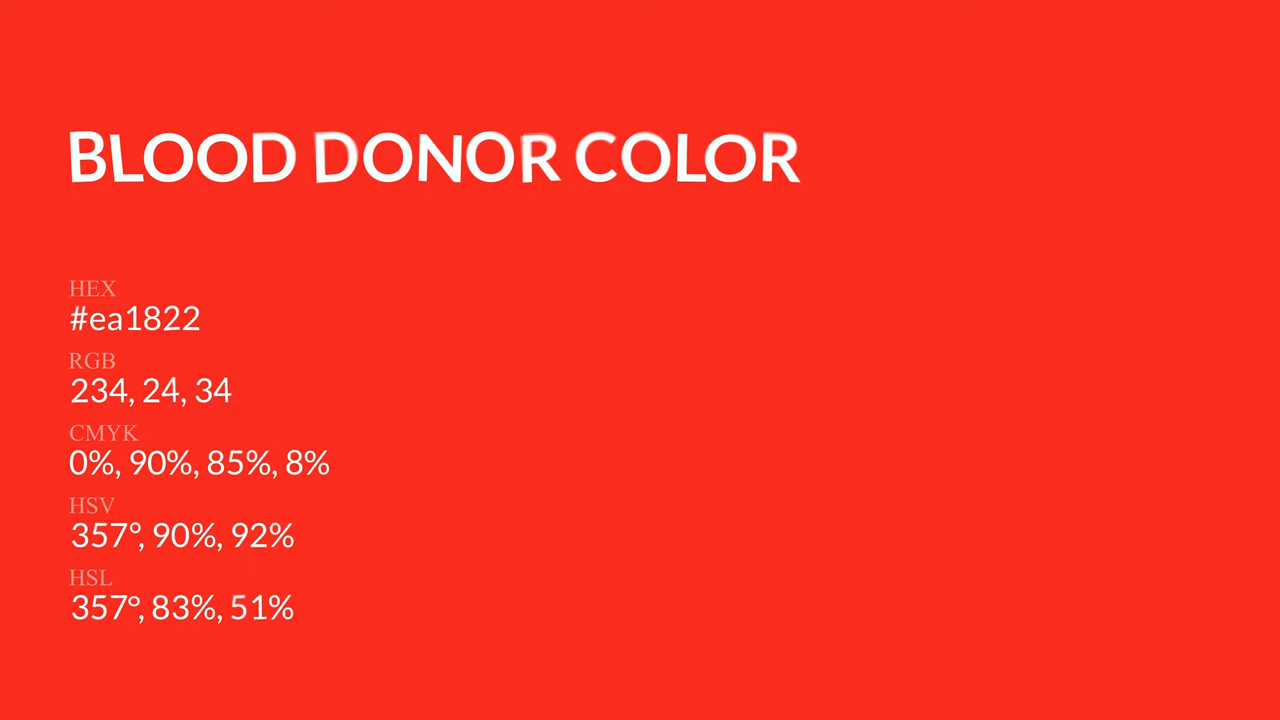 BLOOD DONOR COLOR
HEX
#ea1822
RGB
234, 24, 34
CMYK
0%, 90%, 85%, 8%
HSV
357°, 90%, 92%
HSL
357°, 83%, 51%